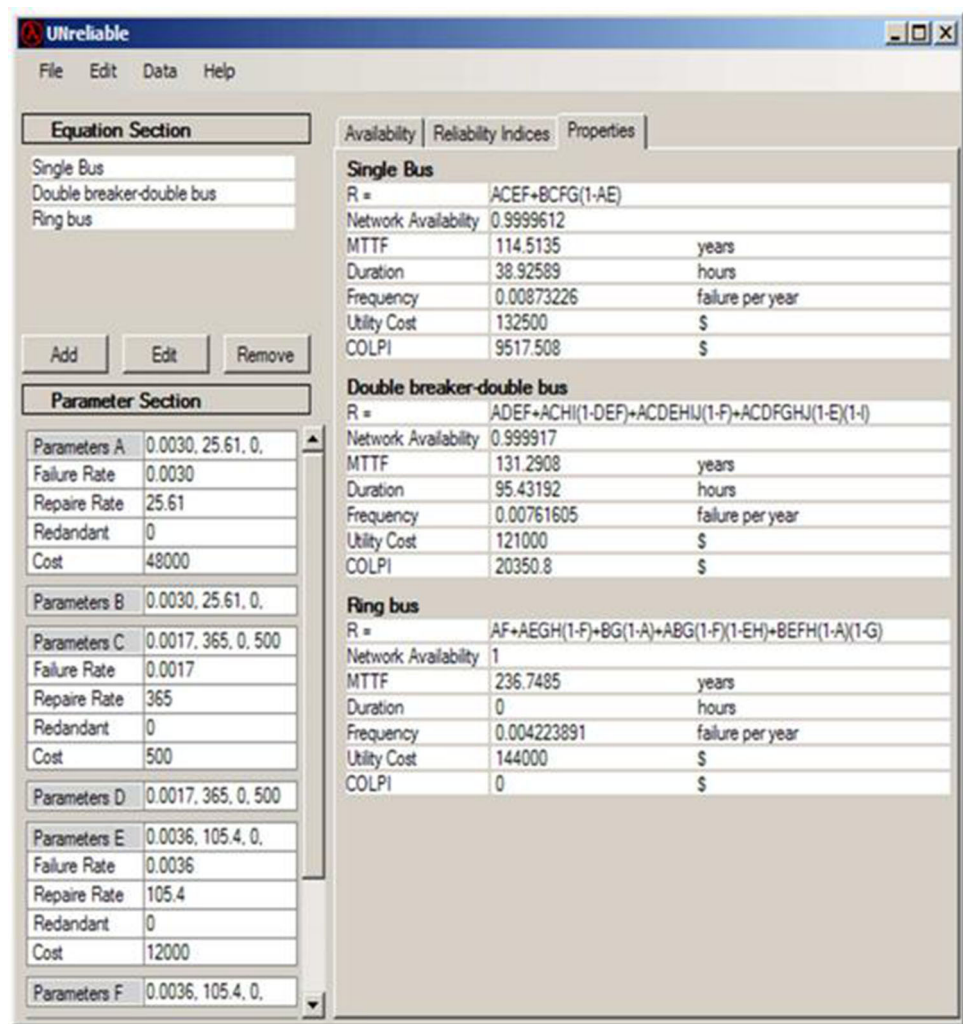 UNreliable
File Edit Data Help
Equation Section
Single Bus
Double breaker-double bus
Ring bus
Add Edit Remove
Parameter Section
Parameters A 0.0030, 25.61, 0,
Failure Rate 0.0030
Repaire Rate 25.61
Redandant 0
Cost 48000
Parameters B 0.0030, 25.61, 0,
Parameters C 0.0017, 365, 0, 500
Failure Rate 0.0017
Repaire Rate 365
Redandant 0
Cost 500
Parameters D 0.0017, 365, 0, 500
Parameters E 0.0036, 105.4, 0,
Failure Rate 0.0036
Repaire Rate 105.4
Redandant 0
Cost 12000
Parameters F 0.0036, 105.4, 0,
Availability Reliability Indices Properties
Single Bus
R = ACEF+BCFG(1-AE)
Network Availability 0.9999612
MTTF 114.5135 years
Duration 38.92589 hours
Frequency 0.00873226 failure per year
Utility Cost 132500 $
COLPI 9517.508 $
Double breaker-double bus
R = ADEF+ACHI(1-DEF)+ACDEHIJ(1-F)+ACDFGHJ(1-E)(1-I)
Network Availability 0.999917
MTTF 131.2908 years
Duration 95.43192 hours
Frequency 0.00761605 failure per year
Utility Cost 121000 $
COLPI 20350.8 $
Ring bus
R = AF+AEGH(1-F)+BG(1-A)+ABG(1-F)(1-EH)+BEFH(1-A)(1-G)
Network Availability 1
MTTF 236.7485 years
Duration 0 hours
Frequency 0.004223891 failure per year
Utility Cost 144000 $
COLPI 0 $